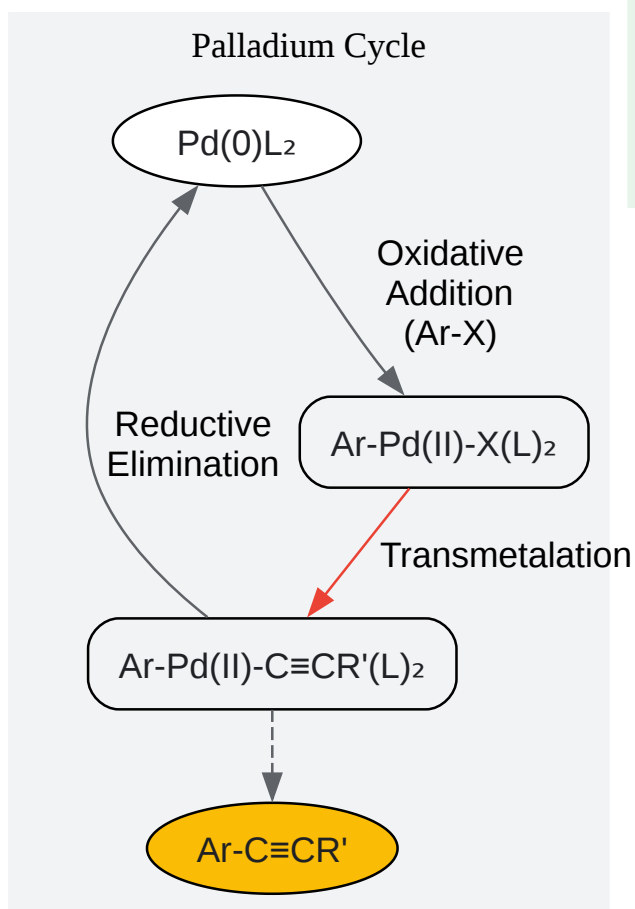 Palladium Cycle
Pd(0)L₂
Oxidative
Addition
(Ar-X)
Reductive
Elimination
Ar-Pd(II)-X(L)₂
Transmetalation
Ar-Pd(II)-C≡CR'(L)₂
Ar-C≡CR'